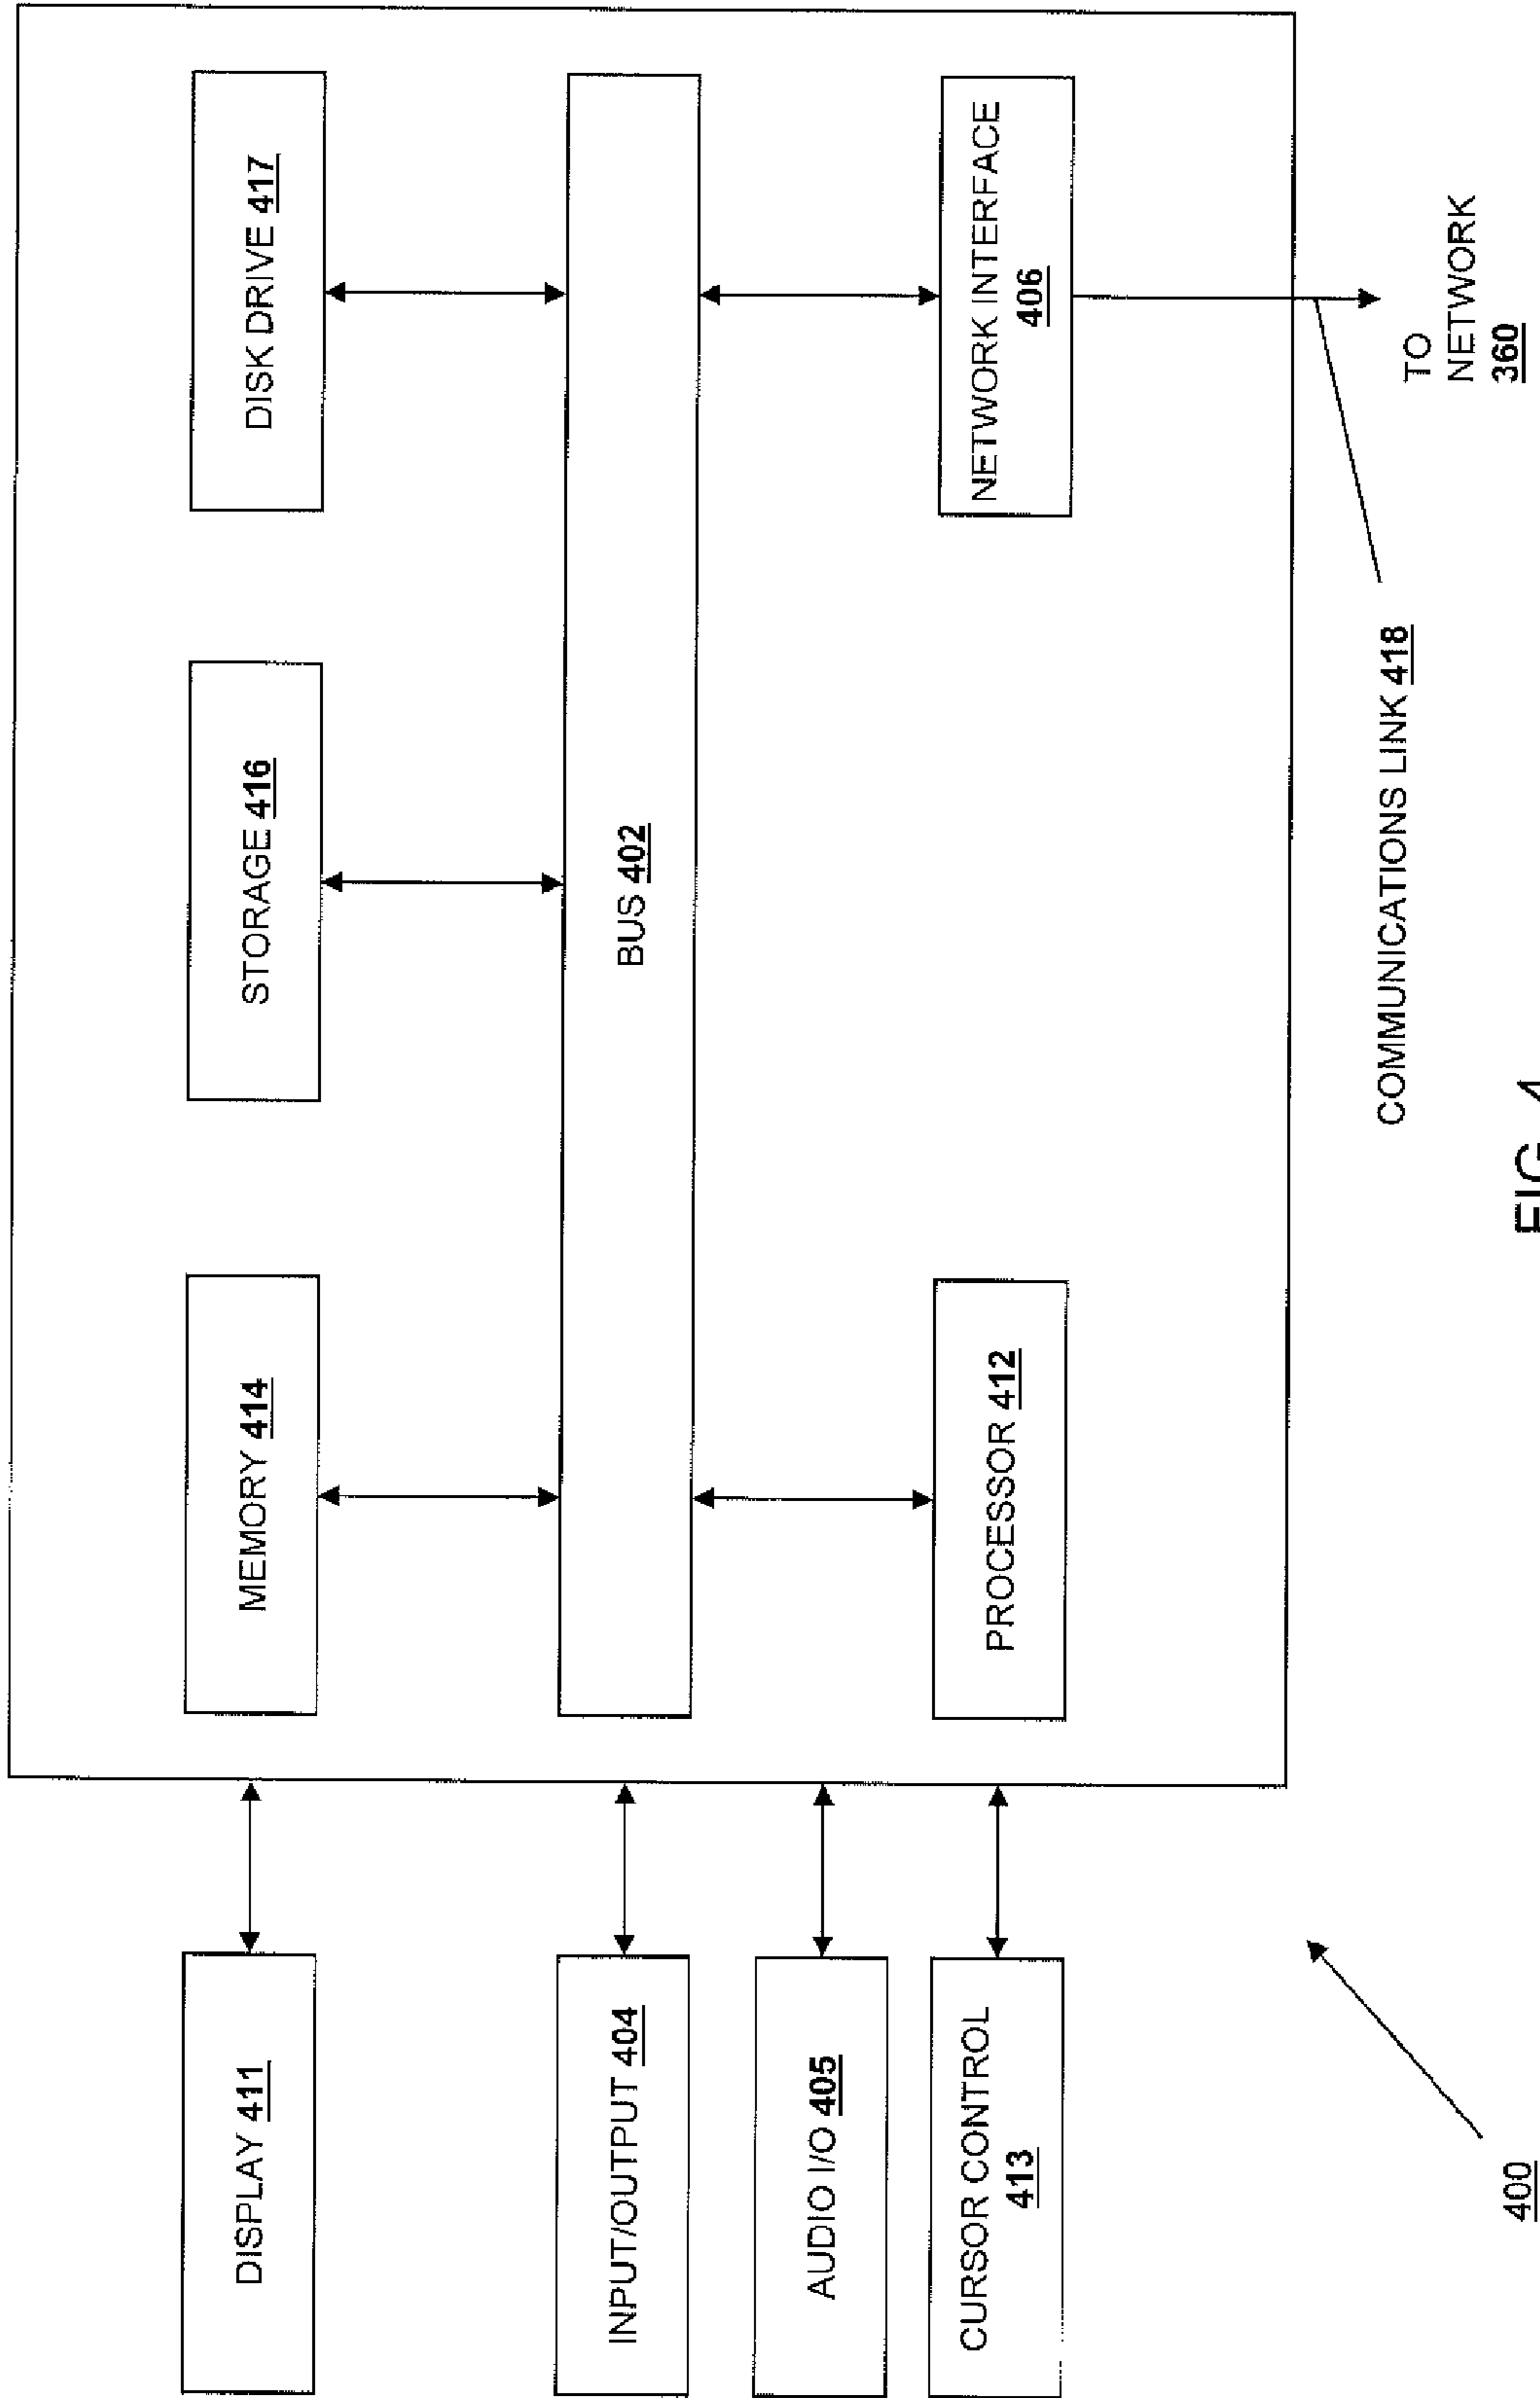 DISPLAY 411
MEMORY 414
STORAGE 416
DISK DRIVE 417
INPUT/OUTPUT 404
BUS 402
AUDIO I/O 405
CURSOR CONTROL
413
PROCESSOR 412
NETWORK INTERFACE
406
COMMUNICATIONS LINK 418
TO
NETWORK
360
400
FIG. 4